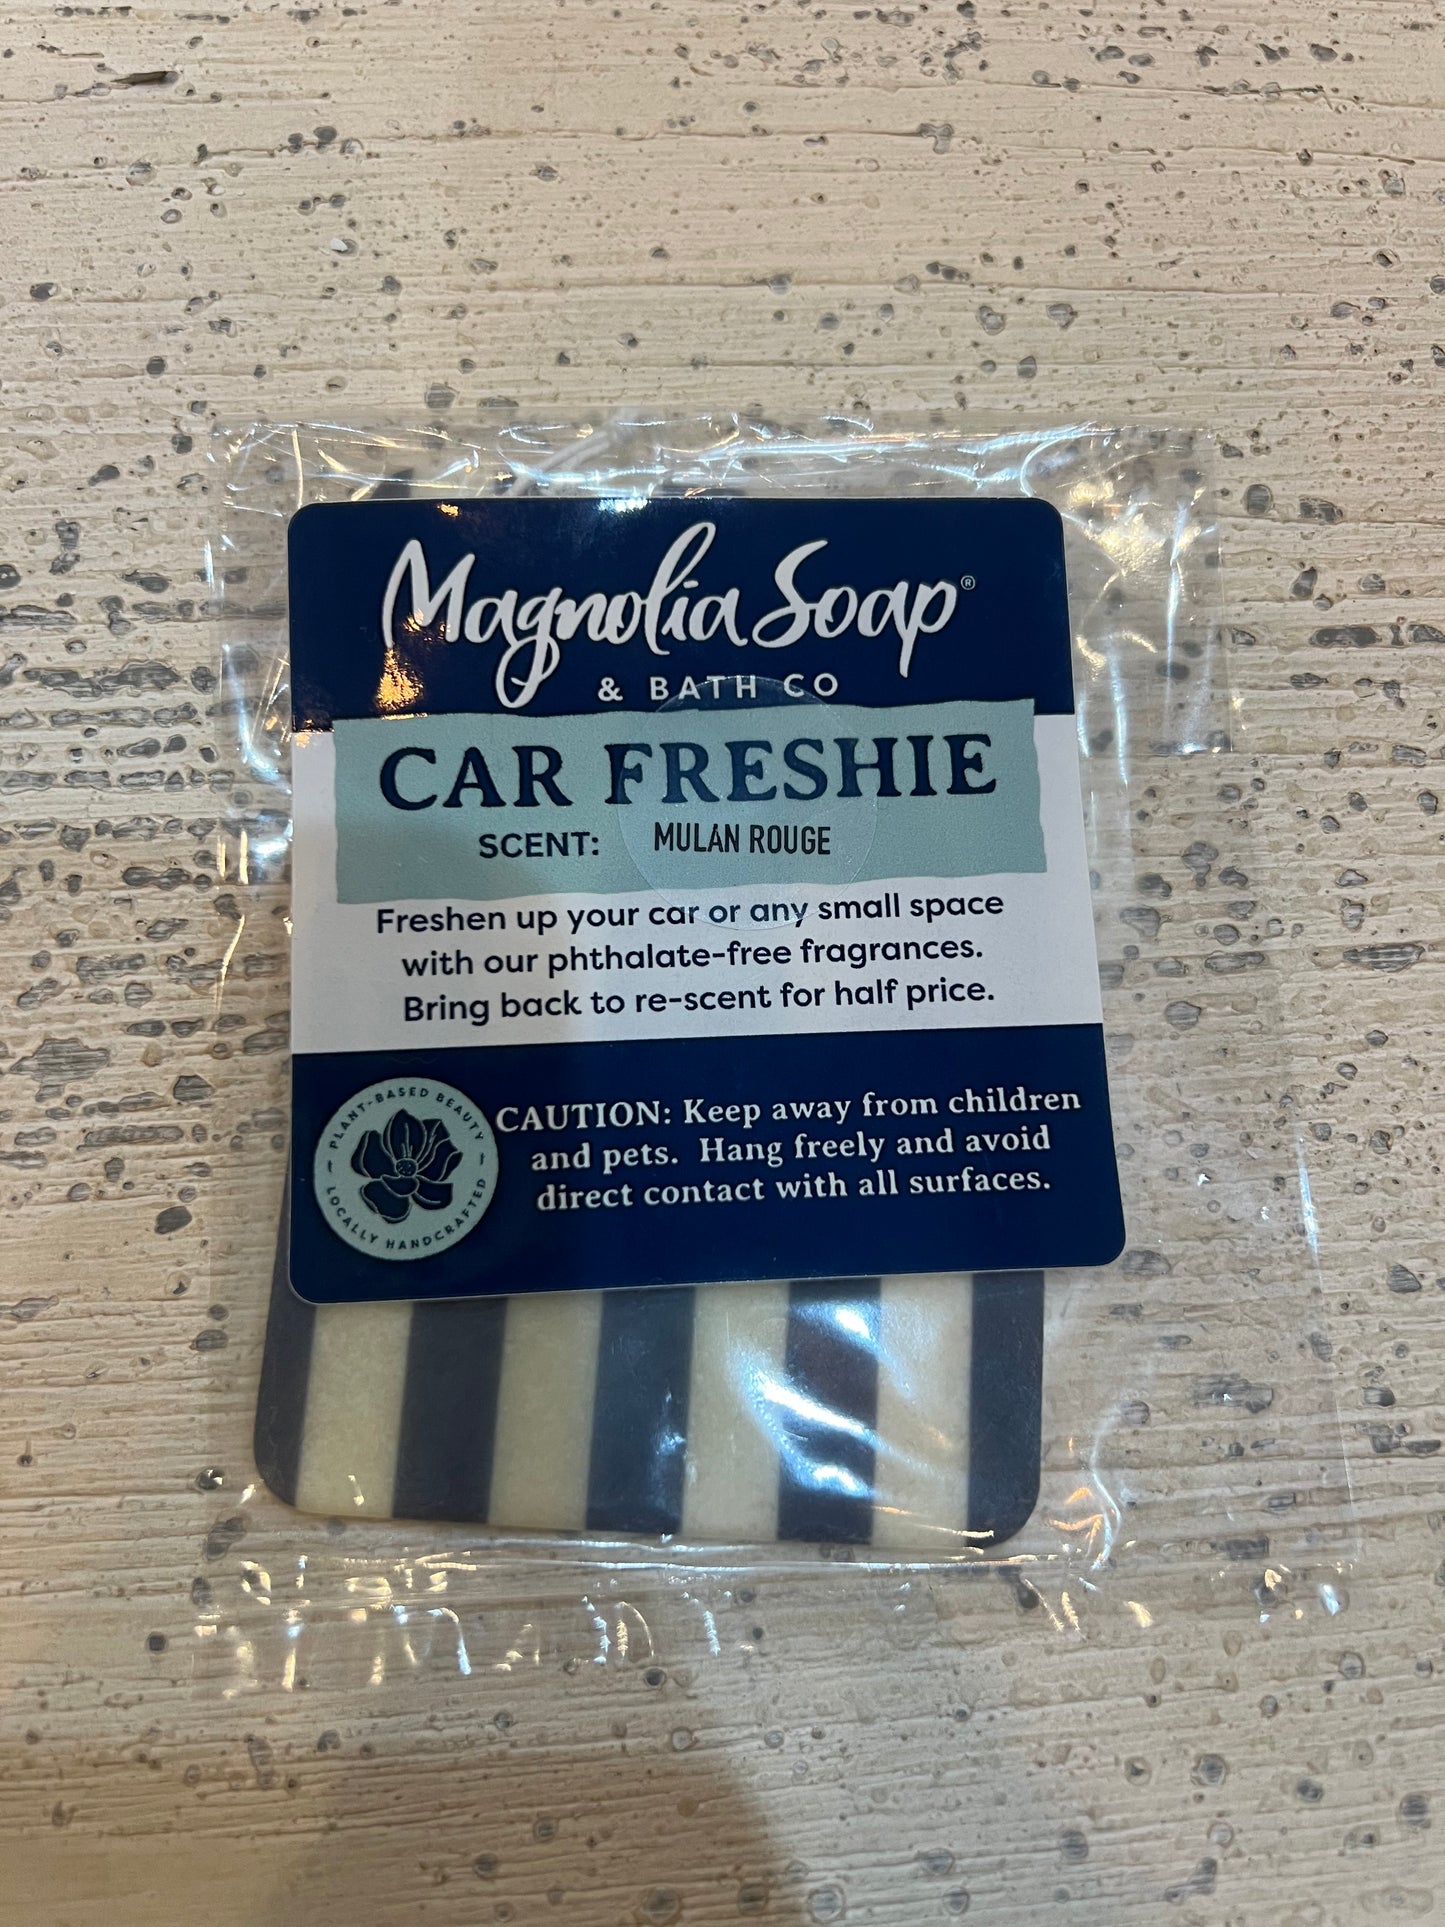 Magnolia Soap®
& BATH CO
CAR FRESHIE
SCENT: MULAN ROUGE
Freshen up your car or any small space
with our phthalate-free fragrances.
Bring back to re-scent for half price.
PLANT-BASED BEAUTY
LOCALLY HANDCRAFTED
CAUTION: Keep away from children
and pets. Hang freely and avoid
direct contact with all surfaces.